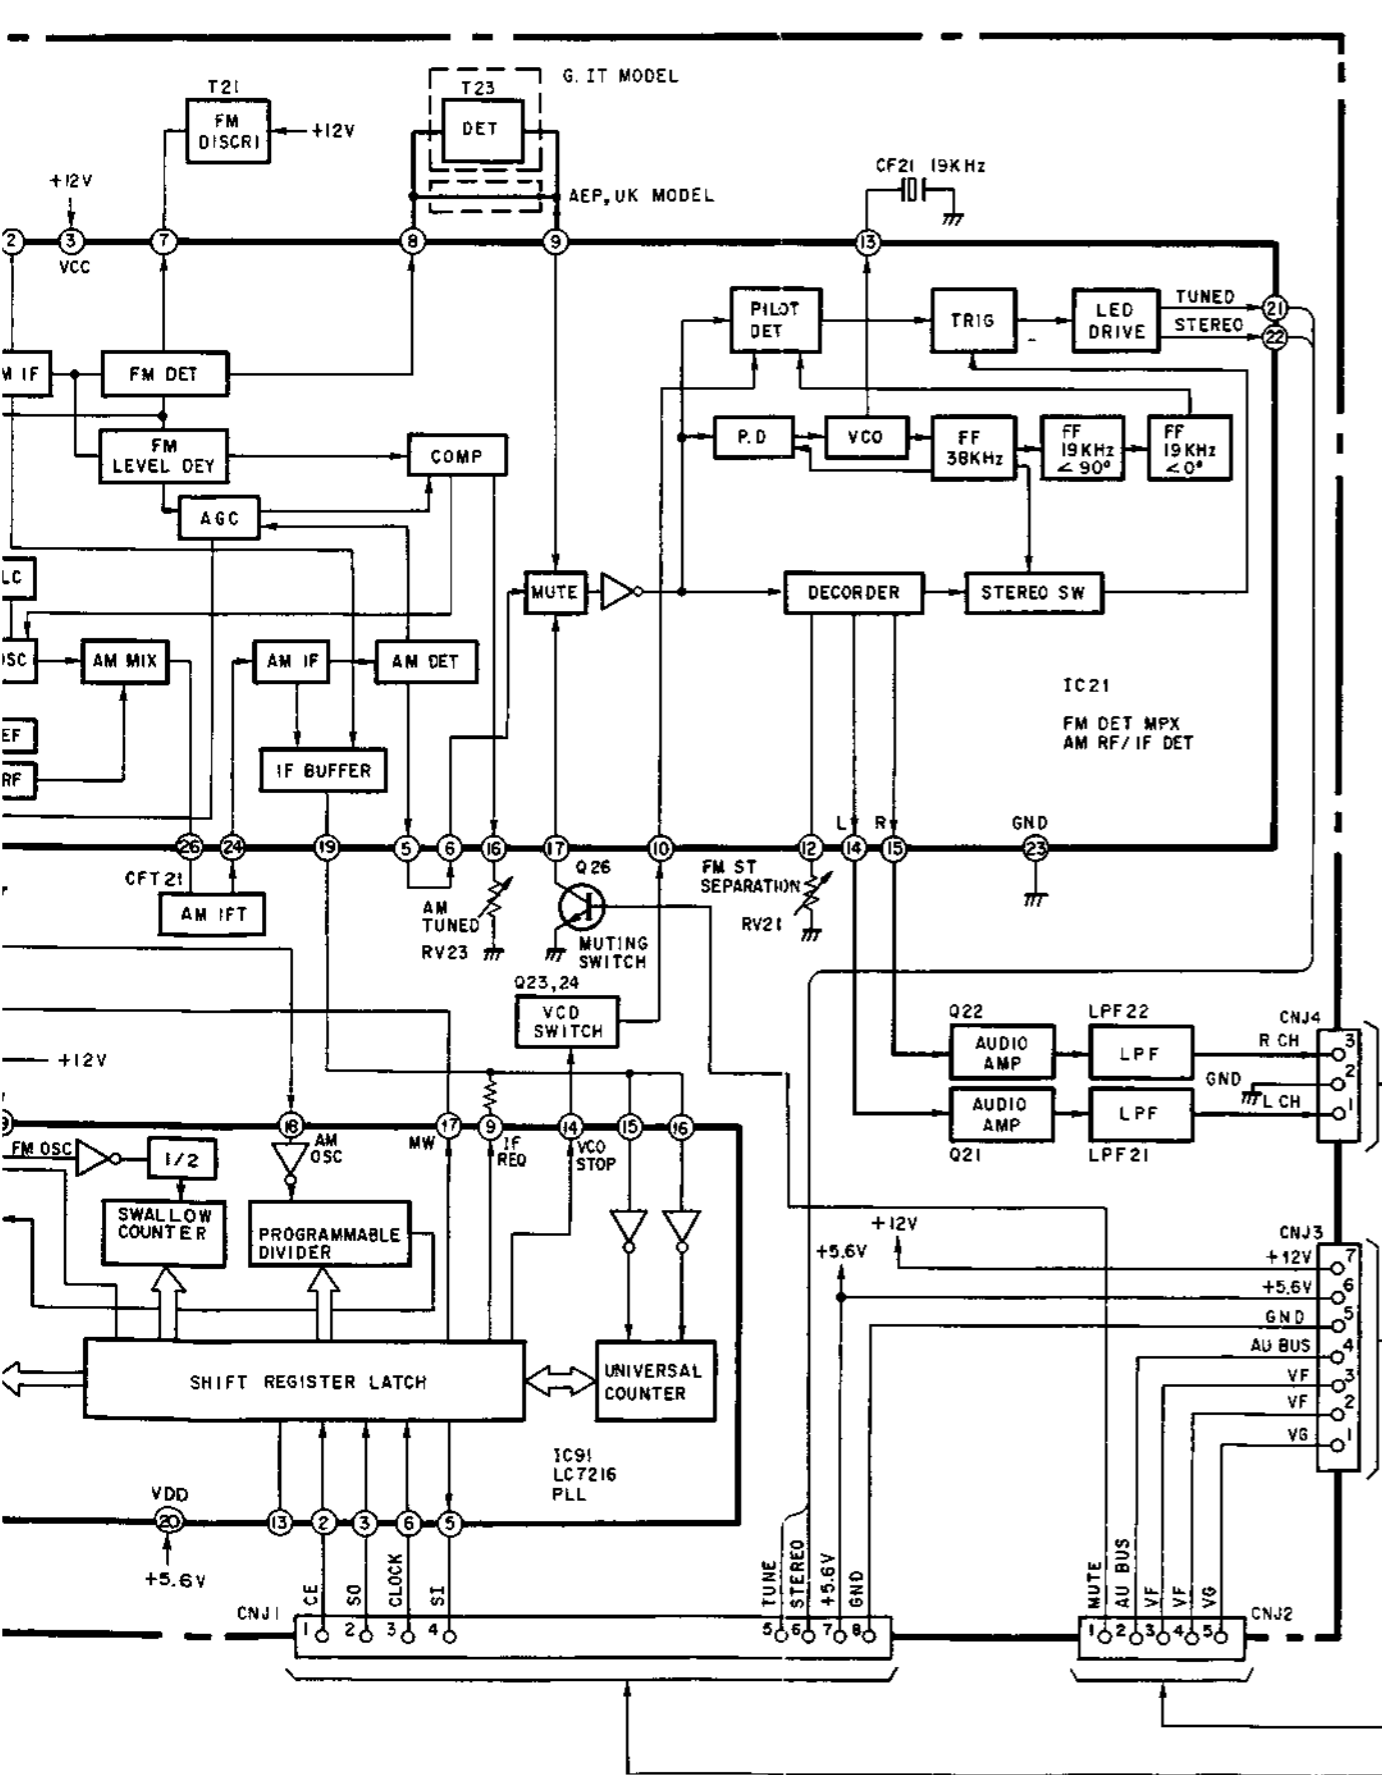 G. IT MODEL
T21
T23
FM
DISCRI
+12V
DET
CF21 19KHz
+12V
AEP, UK MODEL
2
3
7
8
9
13
VCC
PILOT
DET
TRIG
LED
DRIVE
TUNED
21
STEREO
22
M IF
FM DET
P.D
VCO
FF
38KHz
FF
19KHz
<90°
FF
19KHz
<0°
FM
LEVEL DEY
COMP
AGC
LC
MUTE
DECORDER
STEREO SW
SC
AM MIX
AM IF
AM DET
IC21
FM DET MPX
AM RF/IF DET
EF
RF
IF BUFFER
L
R
GND
26
24
19
5
6
16
17
10
12
14
15
23
CFT21
AM IFT
AM
TUNED
RV23
Q26
MUTING
SWITCH
FM ST
SEPARATION
RV21
Q23,24
VCD
SWITCH
Q22
AUDIO
AMP
LPF22
LPF
CNJ4
R CH
3
GND
2
L CH
1
AUDIO
AMP
Q21
LPF
LPF21
+12V
9
18
AM
OSC
MW
17
9
IF
REQ
14
VCO
STOP
15
16
FM OSC
1/2
SWALLOW
COUNTER
PROGRAMMABLE
DIVIDER
+12V
+5.6V
CNJ3
+12V
7
+5.6V
6
GND
5
AU BUS
4
VF
3
VF
2
VG
1
SHIFT REGISTER LATCH
UNIVERSAL
COUNTER
IC91
LC7216
PLL
VDD
20
13
2
3
6
5
+5.6V
CE
SO
CLOCK
SI
TUNE
STEREO
+5.6V
GND
MUTE
AU BUS
VF
VF
VG
CNJ1
1
2
3
4
5
6
7
8
1
2
3
4
5
CNJ2